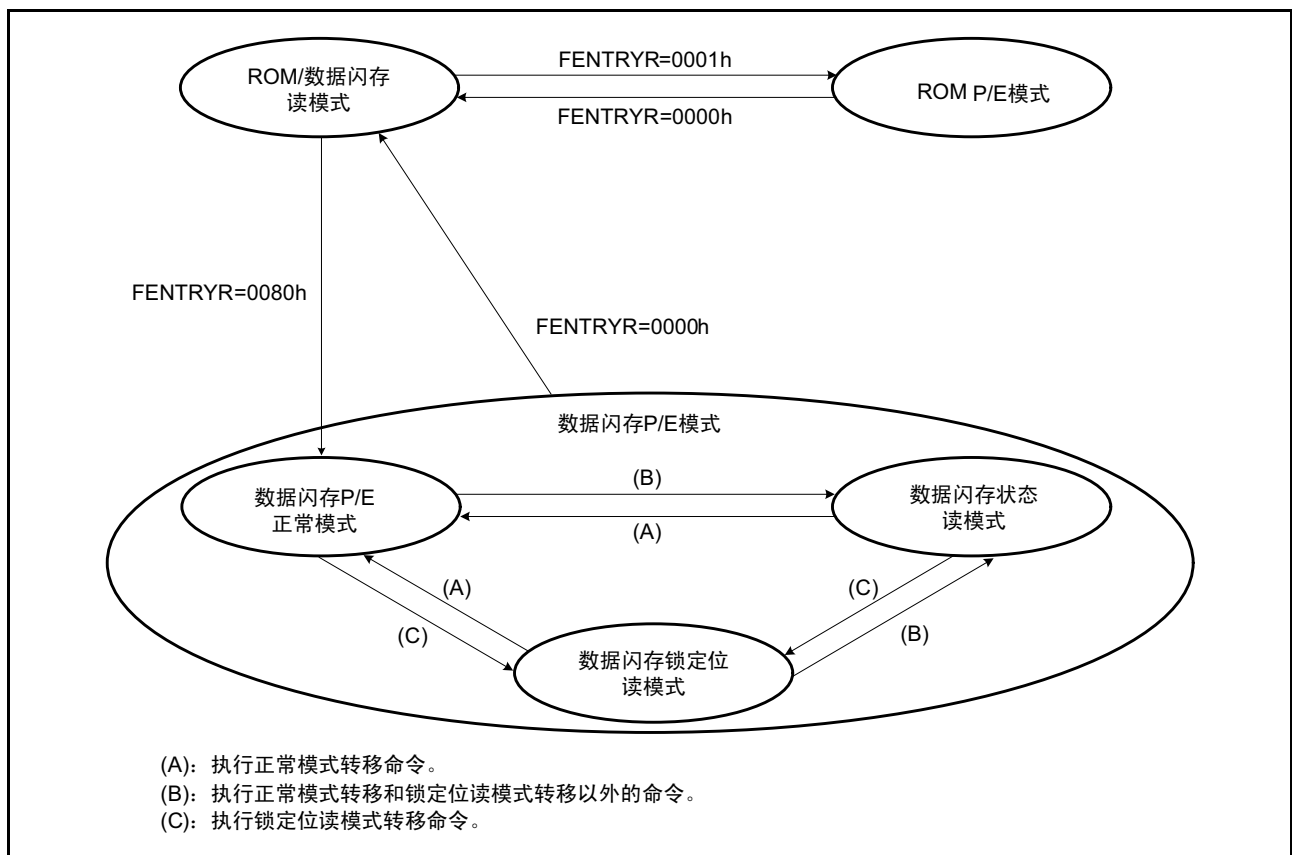 ROM/数据闪存
读模式
FENTRYR=0001h
FENTRYR=0000h
ROM P/E模式
FENTRYR=0080h
FENTRYR=0000h
数据闪存P/E模式
数据闪存P/E
正常模式
(B)
(A)
数据闪存状态
读模式
(A)
(C)
(C)
(B)
数据闪存锁定位
读模式
(A)：执行正常模式转移命令。
(B)：执行正常模式转移和锁定位读模式转移以外的命令。
(C)：执行锁定位读模式转移命令。